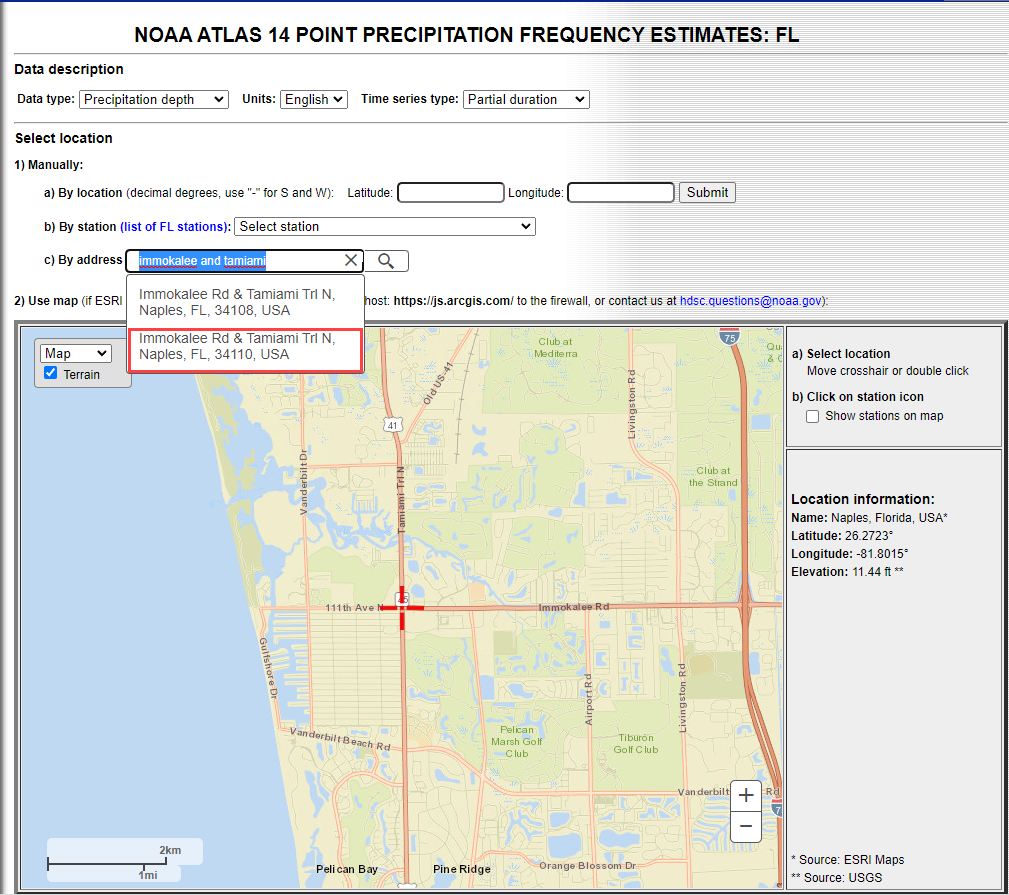 NOAA ATLAS 14 POINT PRECIPITATION FREQUENCY ESTIMATES: FL
Data description
Data type: Precipitation depth Units: English Time series type: Partial duration
Select location
1) Manually:
a) By location (decimal degrees, use "-" for S and W): Latitude: Longitude: Submit
b) By station (list of FL stations): Select station
c) By address immokalee and tamiami
Immokalee Rd & Tamiami Trl N,
Naples, FL, 34108, USA
Immokalee Rd & Tamiami Trl N,
Naples, FL, 34110, USA
2) Use map (if ESRI host: https://js.arcgis.com/ to the firewall, or contact us at hdsc.questions@noaa.gov):
Map
Terrain
Club at
Mediterra
75
Old US-41
41
Livingston Rd
Club at
the Strand
Vanderbilt Dr
Tamiami Trl N
111th Ave N
45
Immokalee Rd
Gulfshore Dr
Airport Rd
Livingston Rd
Vanderbilt Beach Rd
Pelican
Marsh Golf
Club
Tiburon
Golf Club
Vanderbilt Rd
+
−
2km
1mi
Pelican Bay
Pine Ridge
Orange Blossom Dr
a) Select location
Move crosshair or double click
b) Click on station icon
Show stations on map
Location information:
Name: Naples, Florida, USA*
Latitude: 26.2723°
Longitude: -81.8015°
Elevation: 11.44 ft **
* Source: ESRI Maps
** Source: USGS